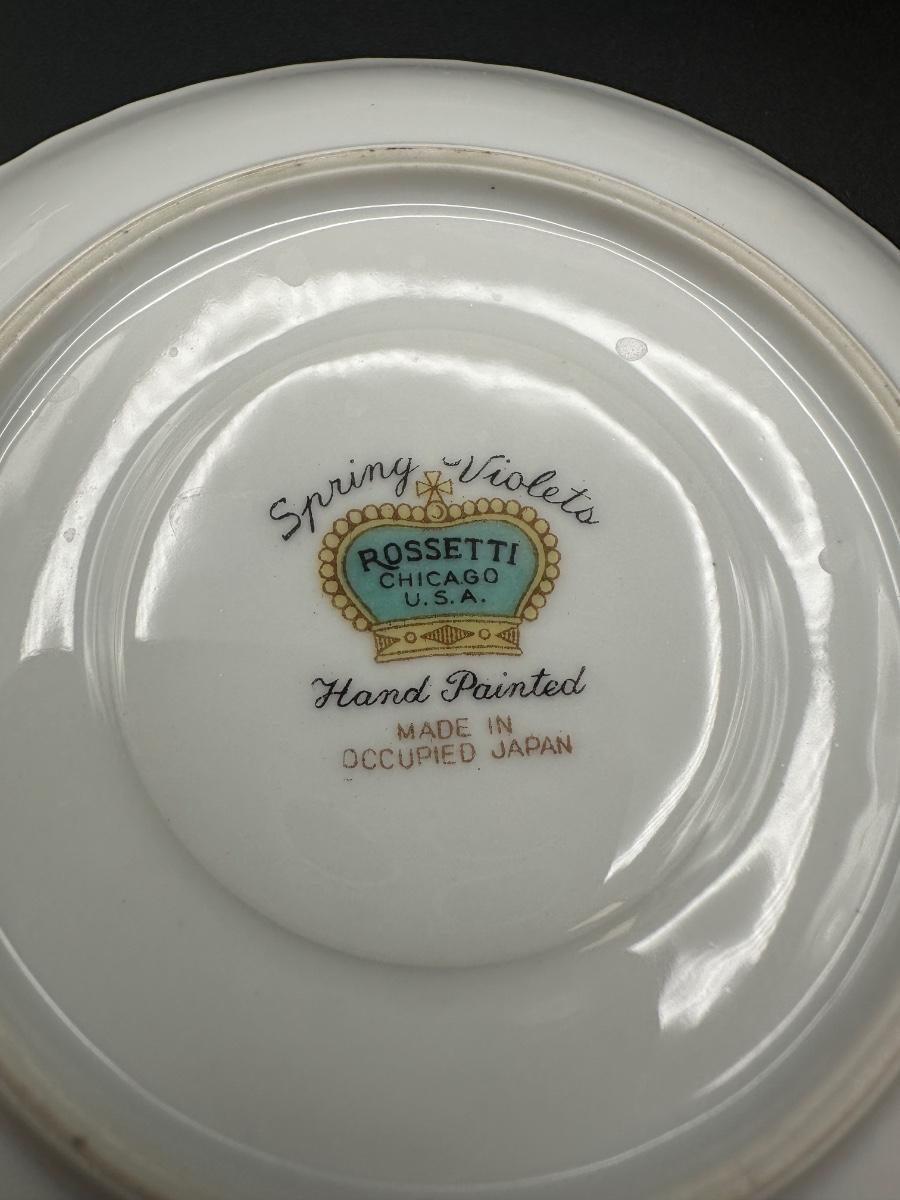 Spring Violets
ROSSETTI
CHICAGO
U.S.A.
Hand Painted
MADE IN
OCCUPIED JAPAN